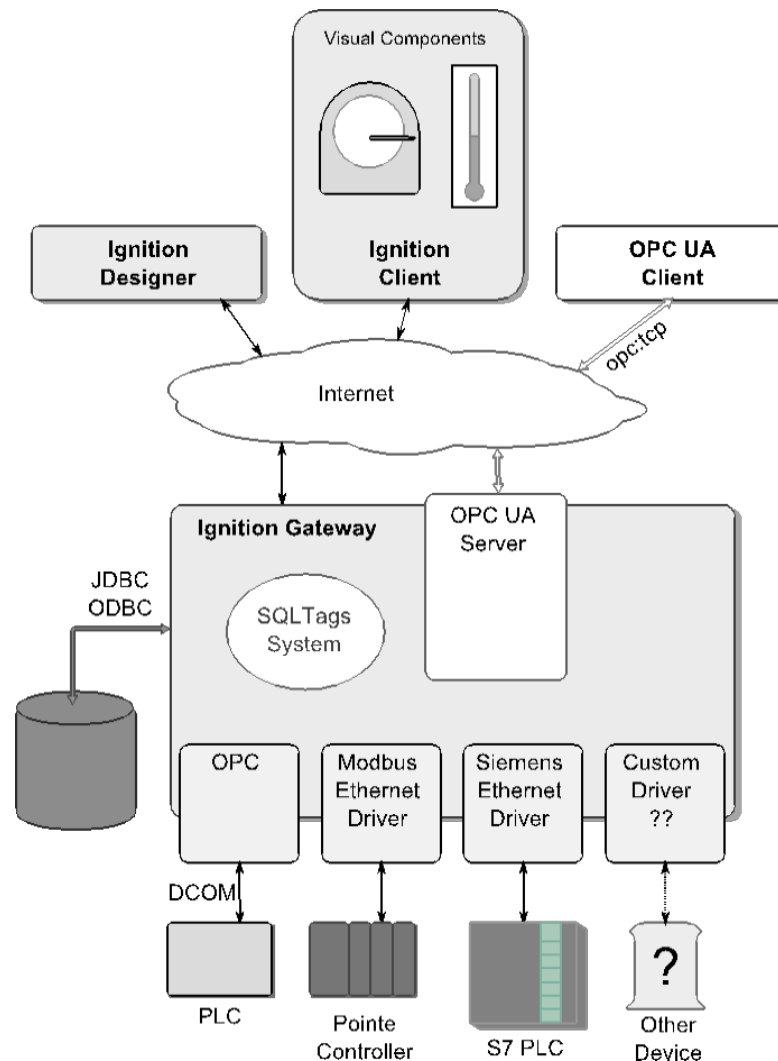 Visual Components
Ignition
Designer
Ignition
Client
OPC UA
Client
opc:tcp
Internet
Ignition Gateway
OPC UA
Server
JDBC
ODBC
SQLTags
System
OPC
Modbus
Ethernet
Driver
Siemens
Ethernet
Driver
Custom
Driver
??
DCOM
?
PLC
Pointe
Controller
S7 PLC
Other
Device